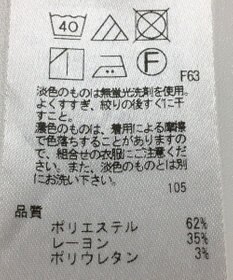 40
F
F63
淡色のものは無蛍光洗剤を使用。
よくすすぎ、絞りの後すぐ1に干
すこと。
濃色のものは、着用による摩擦
で色落ちすることがありますの
で、組合せの衣服にご注意くだ
さい。また、淡色のものとは別
にお洗い下さい。
105
品質
ポリエステル 62%
レーヨン 35%
ポリウレタン 3%